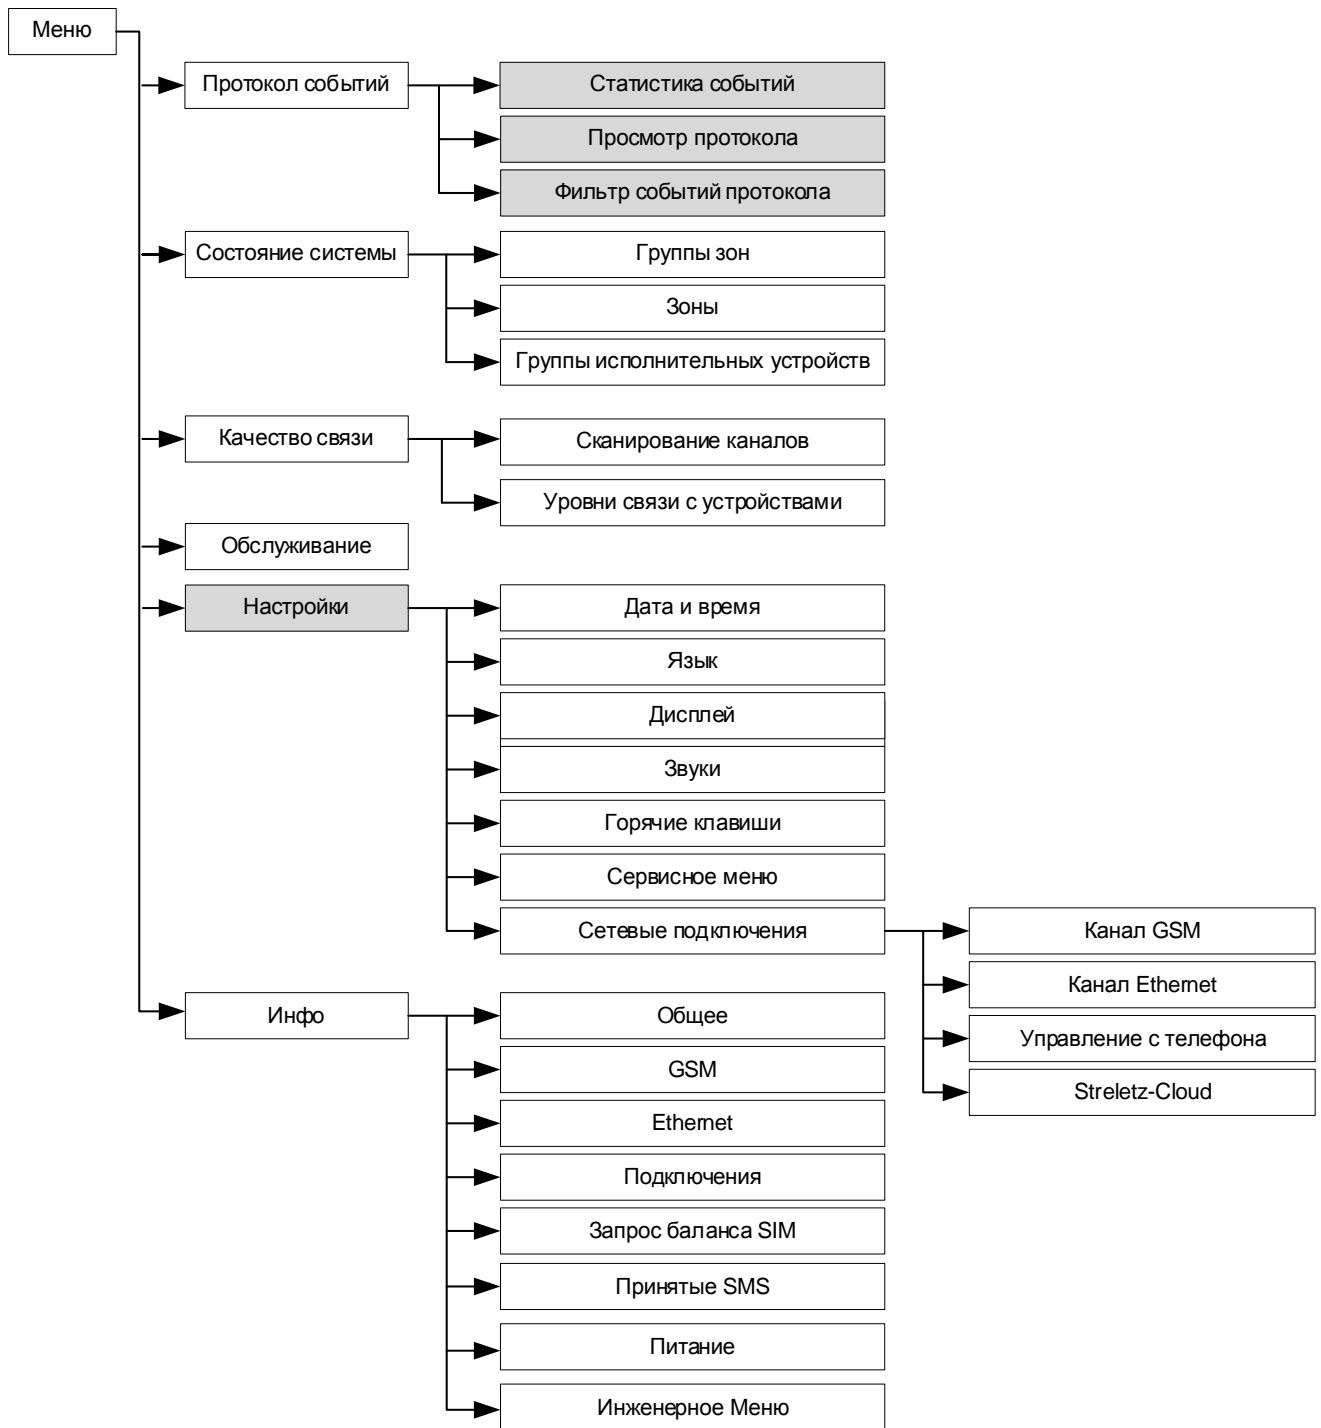 Меню
Протокол событий
Статистика событий
Просмотр протокола
Фильтр событий протокола
Состояние системы
Группы зон
Зоны
Группы исполнительных устройств
Качество связи
Сканирование каналов
Уровни связи с устройствами
Обслуживание
Настройки
Дата и время
Язык
Дисплей
Звуки
Горячие клавиши
Сервисное меню
Сетевые подключения
Канал GSM
Канал Ethernet
Управление с телефона
Streletz-Cloud
Инфо
Общее
GSM
Ethernet
Подключения
Запрос баланса SIM
Принятые SMS
Питание
Инженерное Меню